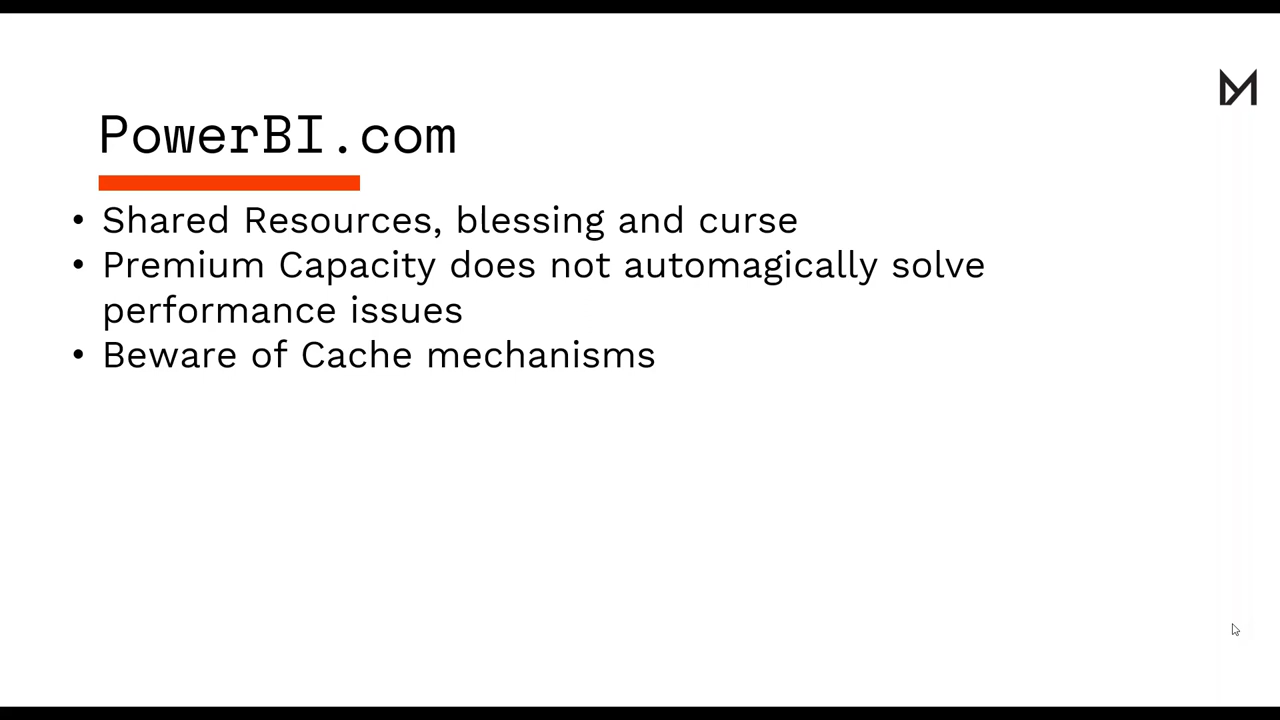 PowerBI.com
• Shared Resources, blessing and curse
• Premium Capacity does not automagically solve
performance issues
• Beware of Cache mechanisms